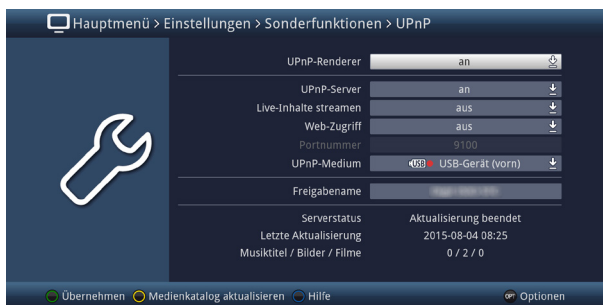 Hauptmenü > Einstellungen > Sonderfunktionen > UPnP
UPnP-Renderer an
UPnP-Server an
Live-Inhalte streamen aus
Web-Zugriff aus
Portnummer 9100
UPnP-Medium USB USB-Gerät (vorn)
Freigabename
Serverstatus Aktualisierung beendet
Letzte Aktualisierung 2015-08-04 08:25
Musiktitel / Bilder / Filme 0 / 2 / 0
Übernehmen Medienkatalog aktualisieren Hilfe OPT Optionen